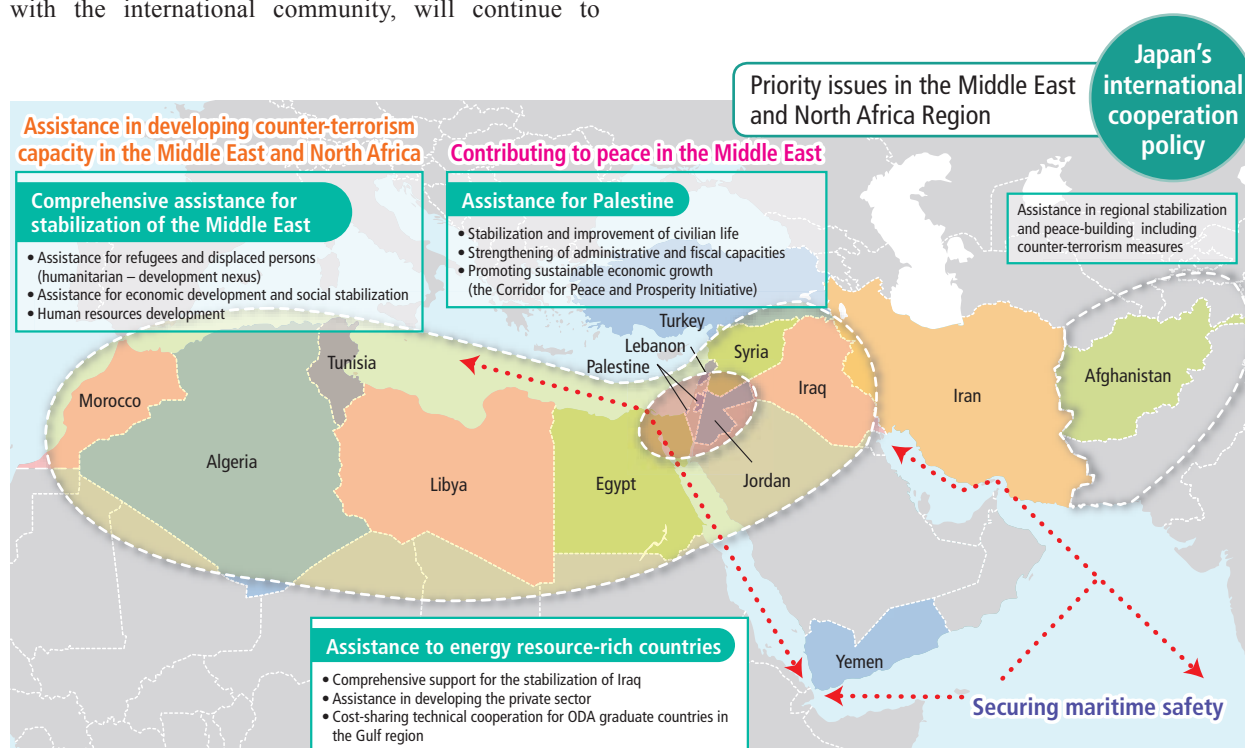 with the international community, will continue to
Japan's
international
cooperation
policy
Priority issues in the Middle East
and North Africa Region
Assistance in developing counter-terrorism
capacity in the Middle East and North Africa
Comprehensive assistance for
stabilization of the Middle East
• Assistance for refugees and displaced persons
(humanitarian – development nexus)
• Assistance for economic development and social stabilization
• Human resources development
Contributing to peace in the Middle East
Assistance for Palestine
• Stabilization and improvement of civilian life
• Strengthening of administrative and fiscal capacities
• Promoting sustainable economic growth
(the Corridor for Peace and Prosperity Initiative)
Assistance in regional stabilization
and peace-building including
counter-terrorism measures
Turkey
Lebanon
Palestine
Syria
Tunisia
Morocco
Iraq
Iran
Afghanistan
Algeria
Libya
Egypt
Jordan
Yemen
Assistance to energy resource-rich countries
• Comprehensive support for the stabilization of Iraq
• Assistance in developing the private sector
• Cost-sharing technical cooperation for ODA graduate countries in
the Gulf region
Securing maritime safety